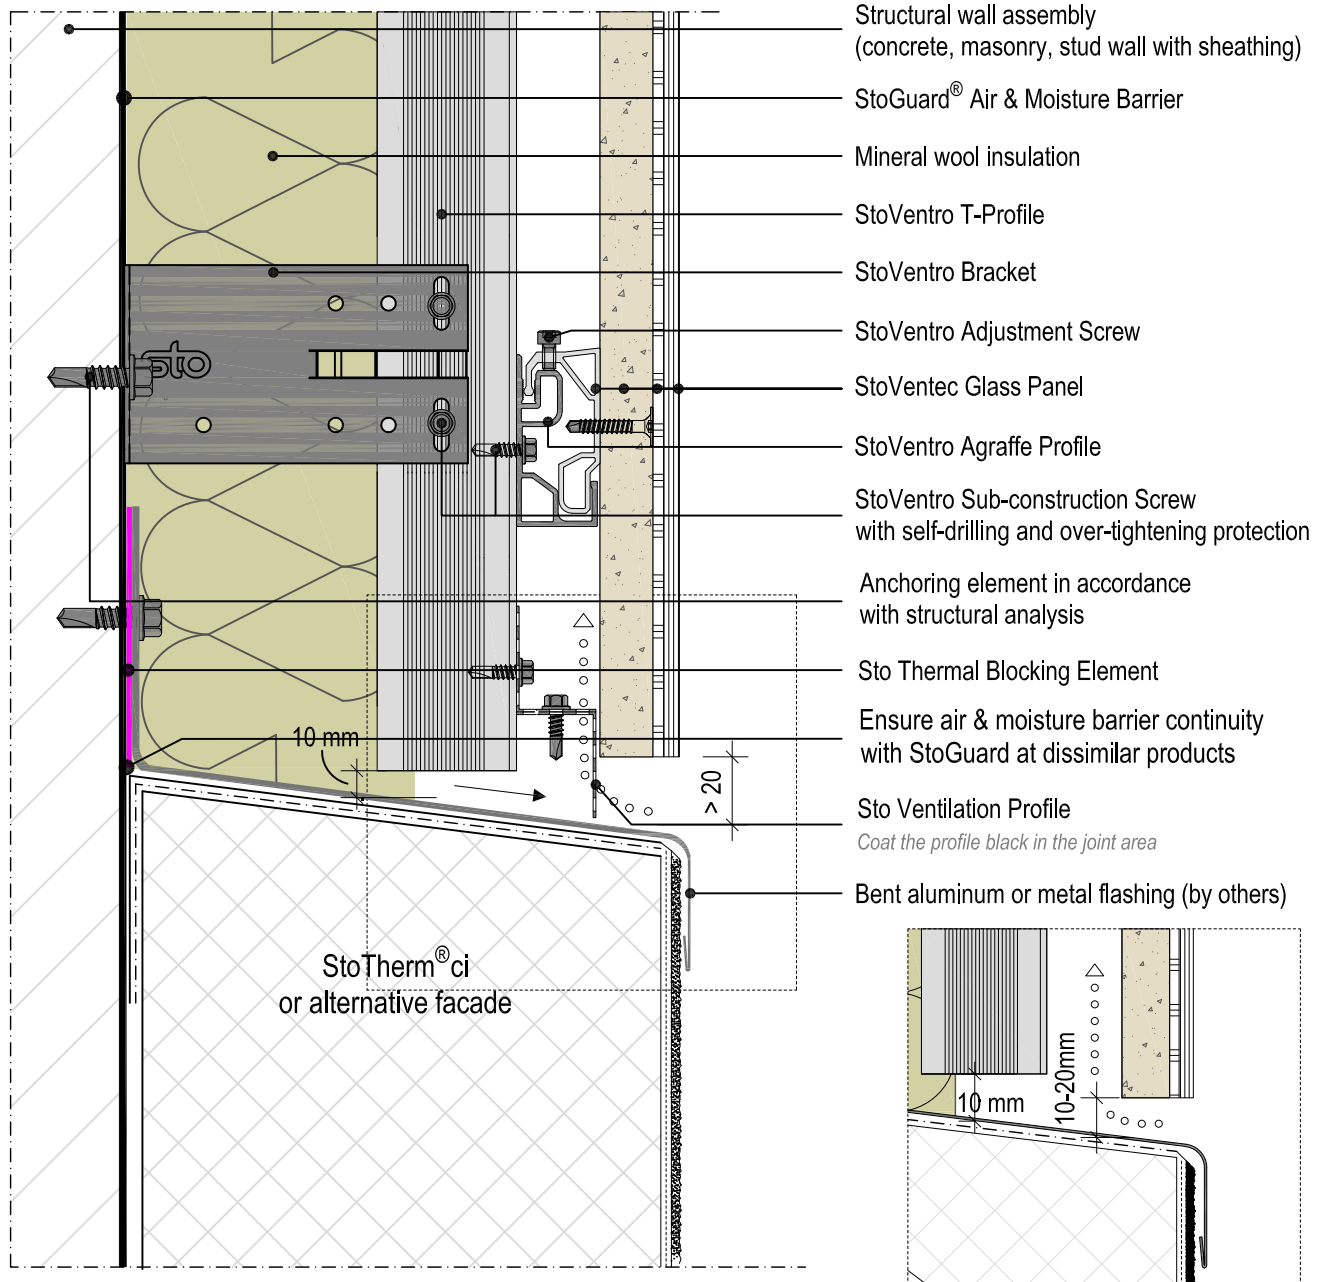 Structural wall assembly
(concrete, masonry, stud wall with sheathing)
StoGuard® Air & Moisture Barrier
Mineral wool insulation
StoVentro T-Profile
StoVentro Bracket
StoVentro Adjustment Screw
StoVentec Glass Panel
StoVentro Agraffe Profile
StoVentro Sub-construction Screw
with self-drilling and over-tightening protection
Anchoring element in accordance
with structural analysis
Sto Thermal Blocking Element
Ensure air & moisture barrier continuity
with StoGuard at dissimilar products
Sto Ventilation Profile
Coat the profile black in the joint area
Bent aluminum or metal flashing (by others)
sto
10 mm
> 20
StoTherm® ci
or alternative facade
10 mm
10-20mm